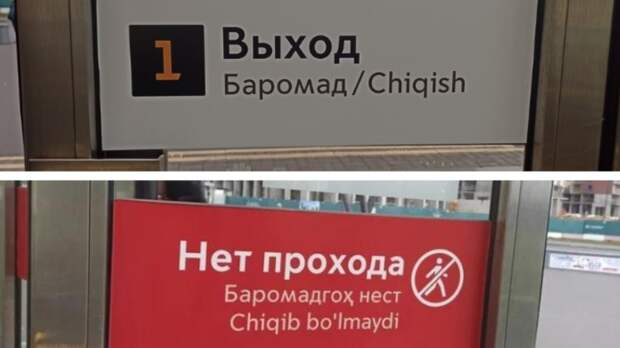 1 Выход
Баромад/Chiqish
Нет прохода
Баромадгоҳ нест
Chiqib bo'lmaydi